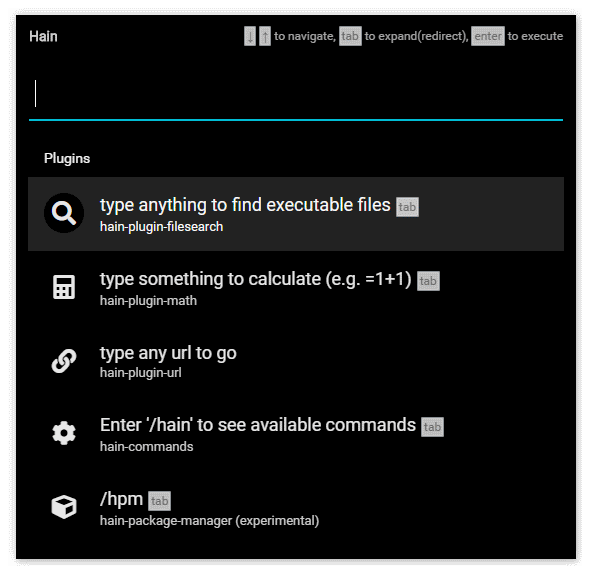 Hain
↓ ↑ to navigate, tab to expand(redirect), enter to execute
Plugins
type anything to find executable files tab
hain-plugin-filesearch
type something to calculate (e.g. =1+1) tab
hain-plugin-math
type any url to go
hain-plugin-url
Enter '/hain' to see available commands tab
hain-commands
/hpm tab
hain-package-manager (experimental)